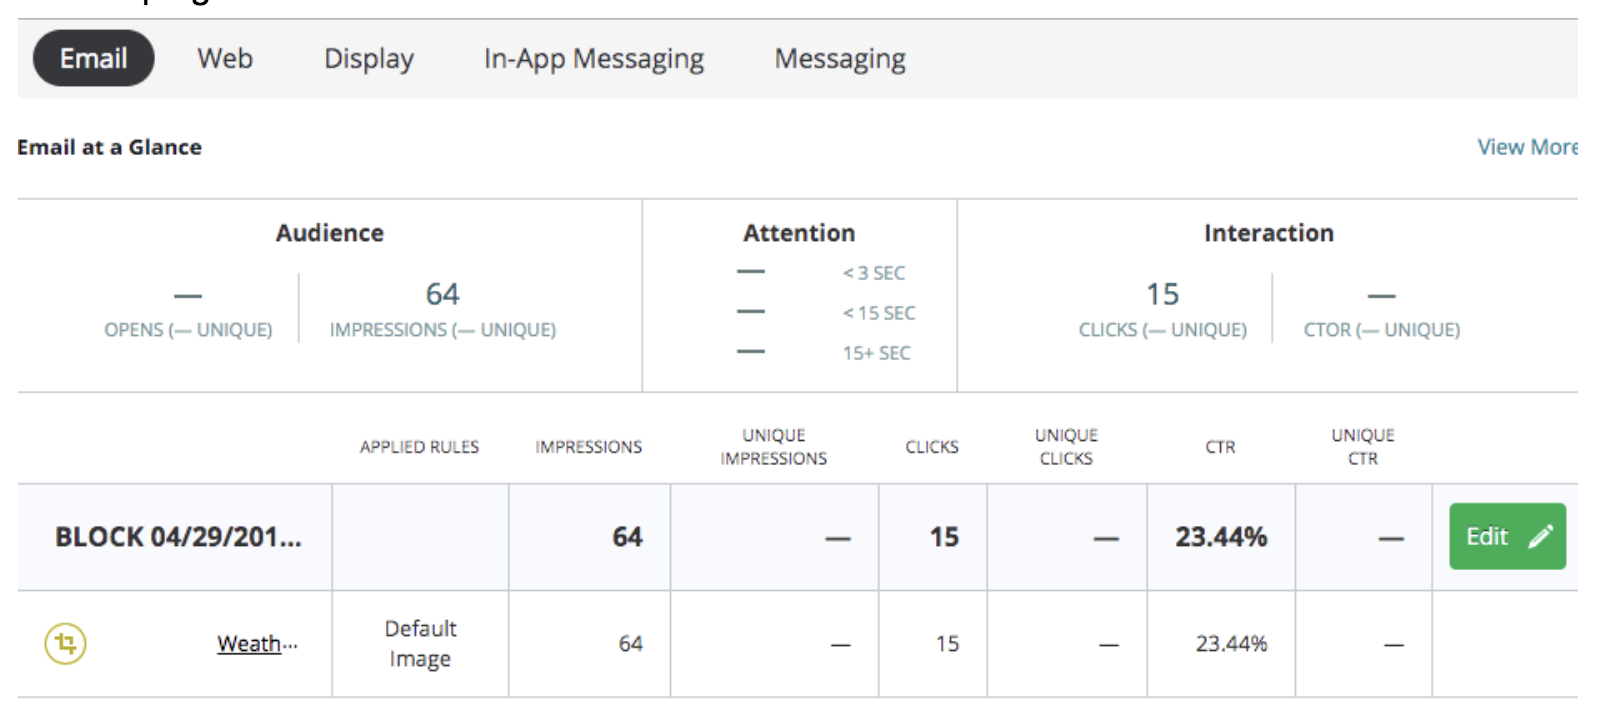 Email Web Display In-App Messaging Messaging
Email at a Glance View More
Audience Attention Interaction
— OPENS (— UNIQUE)
64 IMPRESSIONS (— UNIQUE)
— < 3 SEC
— < 15 SEC
— 15+ SEC
15 CLICKS (— UNIQUE)
— CTOR (— UNIQUE)
APPLIED RULES IMPRESSIONS UNIQUE IMPRESSIONS CLICKS UNIQUE CLICKS CTR UNIQUE CTR
BLOCK 04/29/201... 64 — 15 — 23.44% — Edit
Weath... Default Image 64 — 15 — 23.44% —